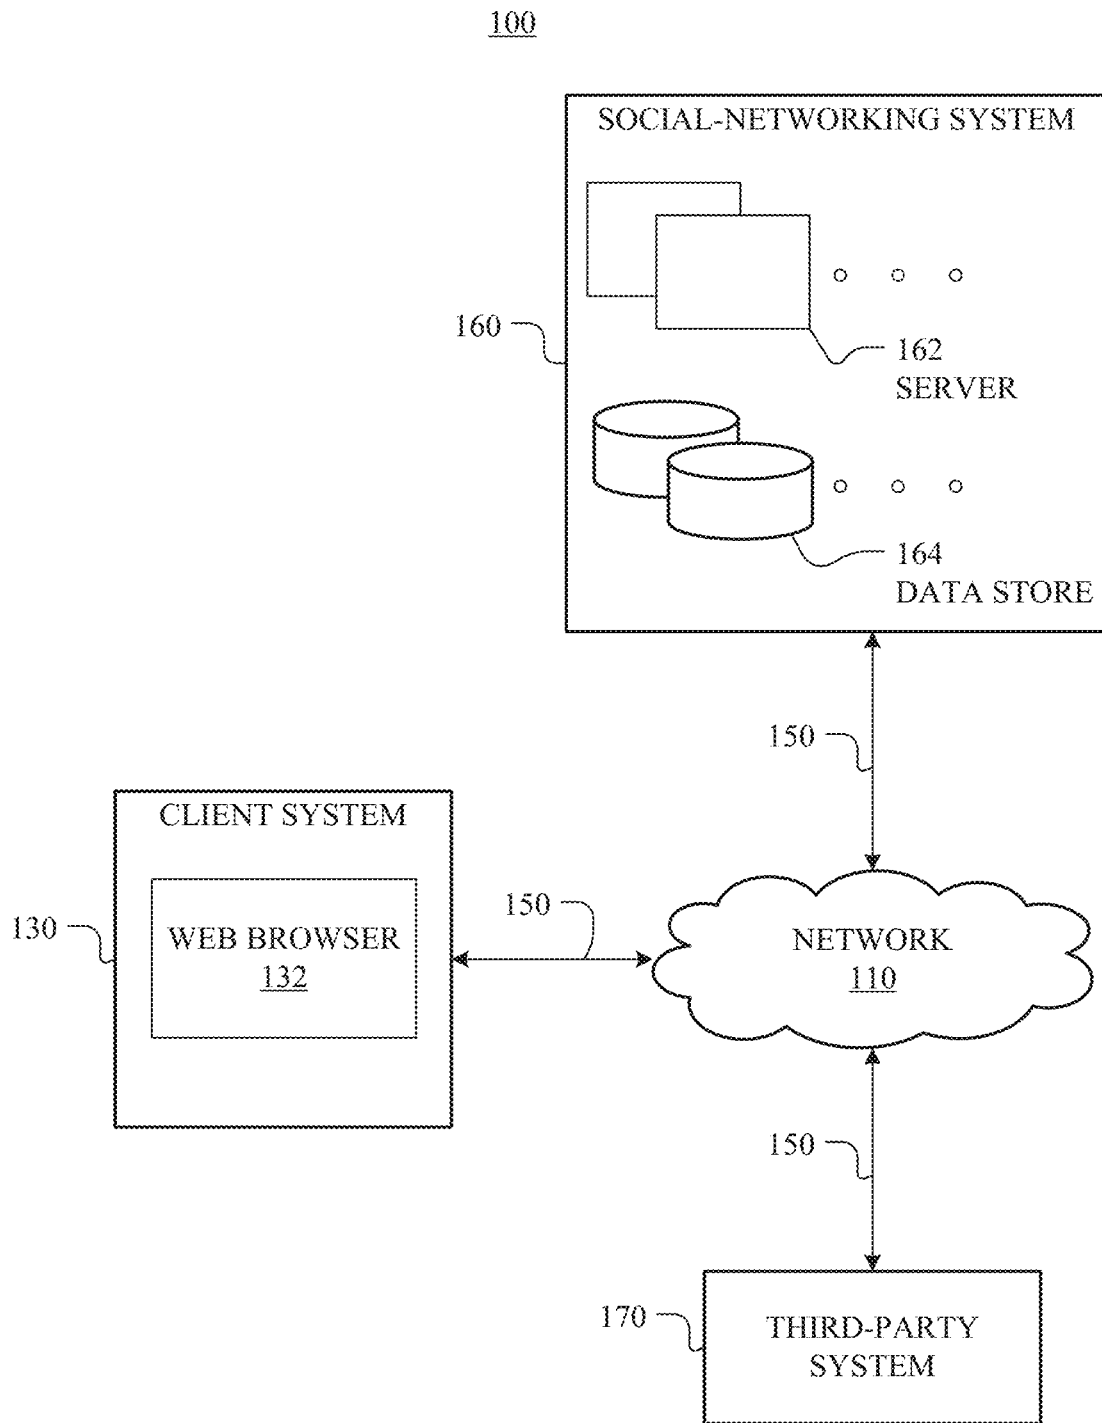 100
SOCIAL-NETWORKING SYSTEM
160
162
SERVER
164
DATA STORE
150
CLIENT SYSTEM
130
WEB BROWSER
132
150
NETWORK
110
150
170
THIRD-PARTY
SYSTEM